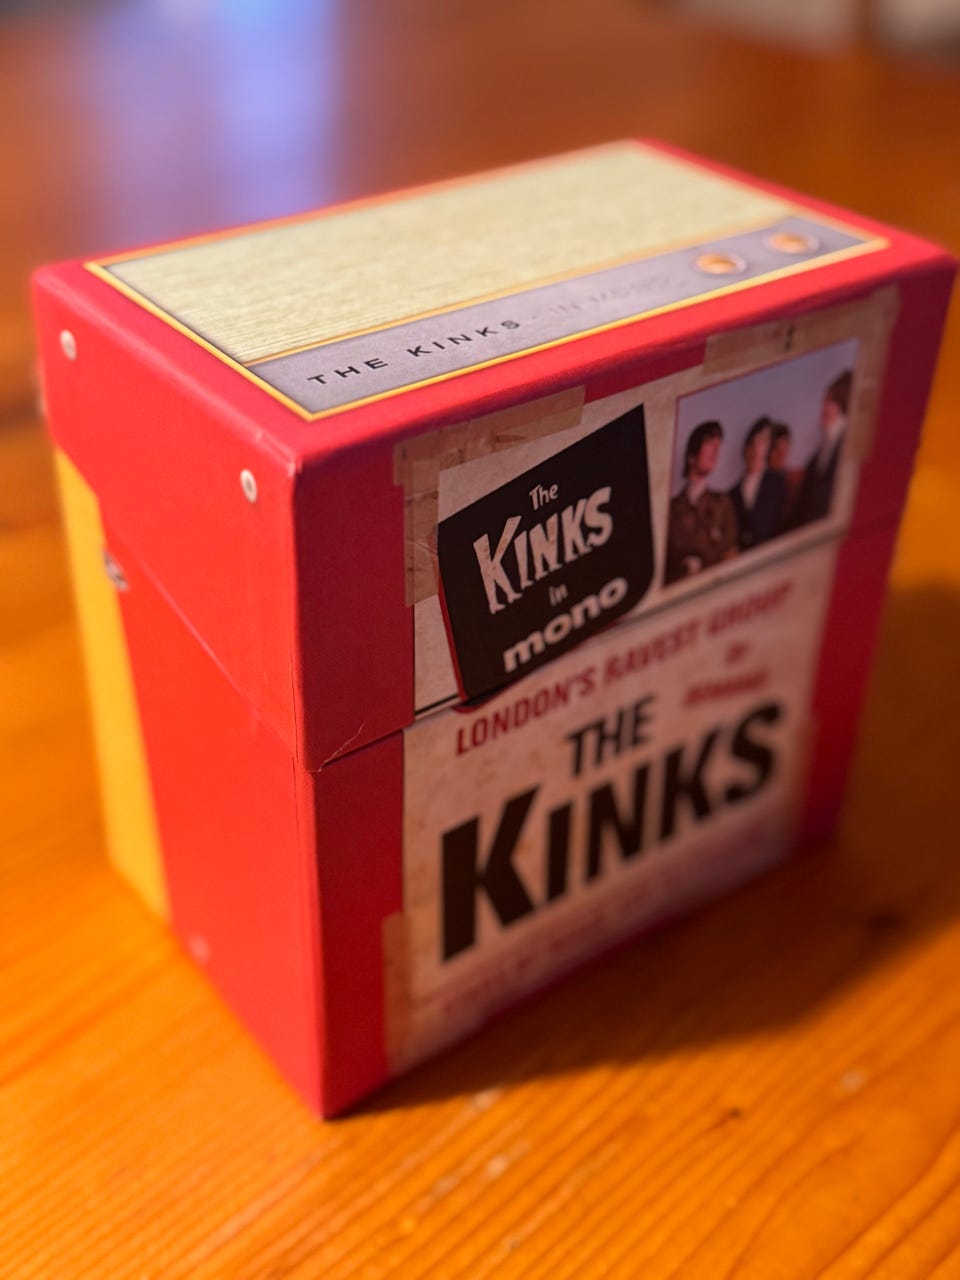 THE KINKS - IN MONO
The
KINKS
in
mono
LONDON'S RAVEST GROUP
THE
KINKS